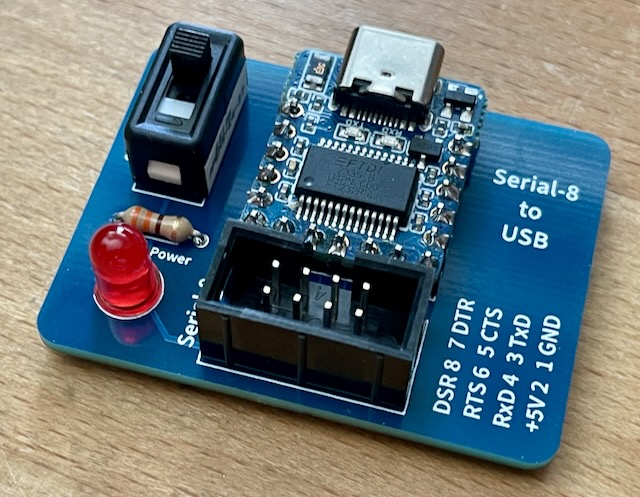 Serial-8
to
USB
Power
DSR 8 7 DTR
RTS 6 5 CTS
RxD 4 3 TxD
+5V 2 1 GND